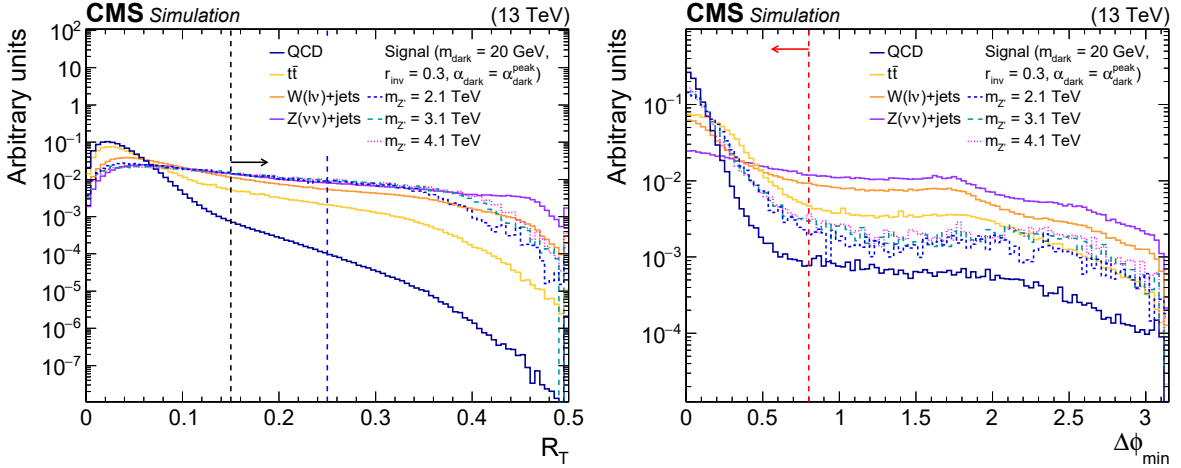 CMS Simulation (13 TeV)
Arbitrary units
10²
10
1
10⁻¹
10⁻²
10⁻³
10⁻⁴
10⁻⁵
10⁻⁶
10⁻⁷
QCD
tt̄
W(lν)+jets
Z(νν)+jets
Signal (m_dark = 20 GeV,
r_inv = 0.3, α_dark = α_dark^peak)
m_Z' = 2.1 TeV
m_Z' = 3.1 TeV
m_Z' = 4.1 TeV
0 0.1 0.2 0.3 0.4 0.5
R_T
CMS Simulation (13 TeV)
Arbitrary units
10⁻¹
10⁻²
10⁻³
10⁻⁴
QCD
tt̄
W(lν)+jets
Z(νν)+jets
Signal (m_dark = 20 GeV,
r_inv = 0.3, α_dark = α_dark^peak)
m_Z' = 2.1 TeV
m_Z' = 3.1 TeV
m_Z' = 4.1 TeV
0 0.5 1 1.5 2 2.5 3
Δϕ_min